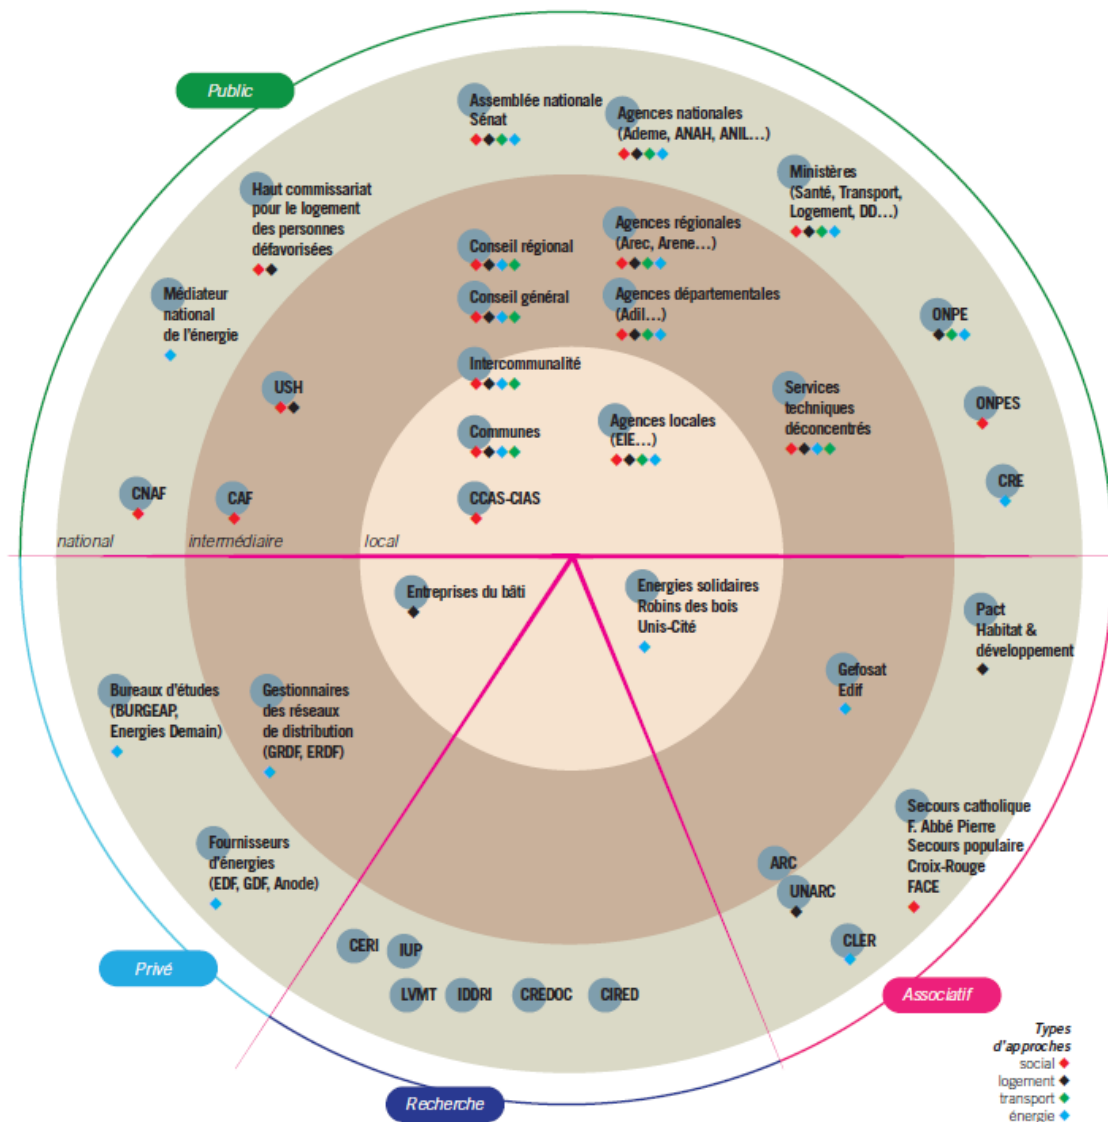 Public
Assemblée nationale
Sénat
Agences nationales
(Ademe, ANAH, ANIL...)
Ministères
(Santé, Transport,
Logement, DD...)
Haut commissariat
pour le logement
des personnes
défavorisées
Conseil régional
Agences régionales
(Arec, Arene...)
Médiateur
national
de l'énergie
Conseil général
Agences départementales
(Adil...)
ONPE
USH
Intercommunalité
Services
techniques
déconcentrés
ONPES
Communes
Agences locales
(EIE...)
CNAF
CAF
CCAS-CIAS
CRE
national
intermédiaire
local
Entreprises du bâti
Energies solidaires
Robins des bois
Unis-Cité
Pact
Habitat &
développement
Bureaux d'études
(BURGEAP,
Energies Demain)
Gestionnaires
des réseaux
de distribution
(GRDF, ERDF)
Gefosat
Edif
Fournisseurs
d'énergies
(EDF, GDF, Anode)
Secours catholique
F. Abbé Pierre
Secours populaire
Croix-Rouge
FACE
ARC
UNARC
CLER
CERI
IUP
LVMT
IDDRI
CREDOC
CIRED
Privé
Associatif
Recherche
Types
d'approches
social
logement
transport
énergie